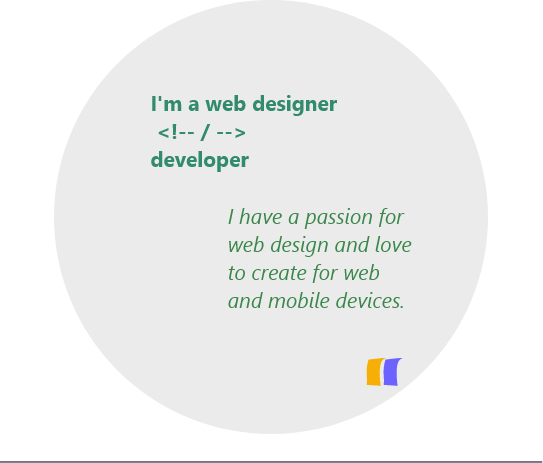 I'm a web designer
<!-- / -->
developer
I have a passion for
web design and love
to create for web
and mobile devices.